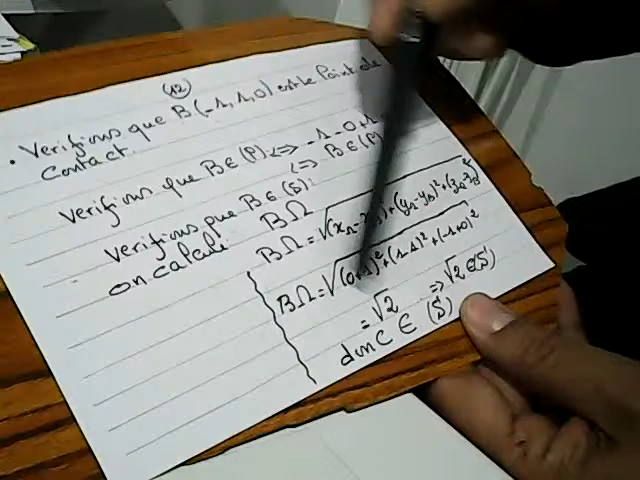 (12)
• Verifions que B(-1,1,0) est le Point de
Contact.
Verifions que B∈(P) ⇔ -1-0+1
⇔ B∈(P)
Verifions que B∈(S):
on calcule BΩ
BΩ=√(xΩ-x)+(yΩ-yB)²+(zΩ-zB)²
BΩ=√(0+1)²+(1-1)²+(-1+0)²
=√2 ⇒√2∈(S)
donc ∈ (S)